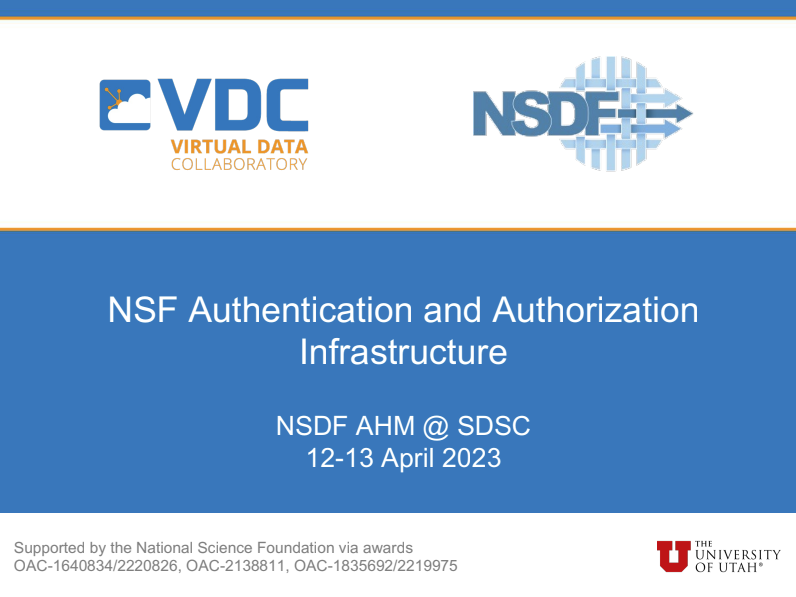 VDC
VIRTUAL DATA
COLLABORATORY
NSDF
NSF Authentication and Authorization
Infrastructure
NSDF AHM @ SDSC
12-13 April 2023
Supported by the National Science Foundation via awards
OAC-1640834/2220826, OAC-2138811, OAC-1835692/2219975
U
THE
UNIVERSITY
OF UTAH®